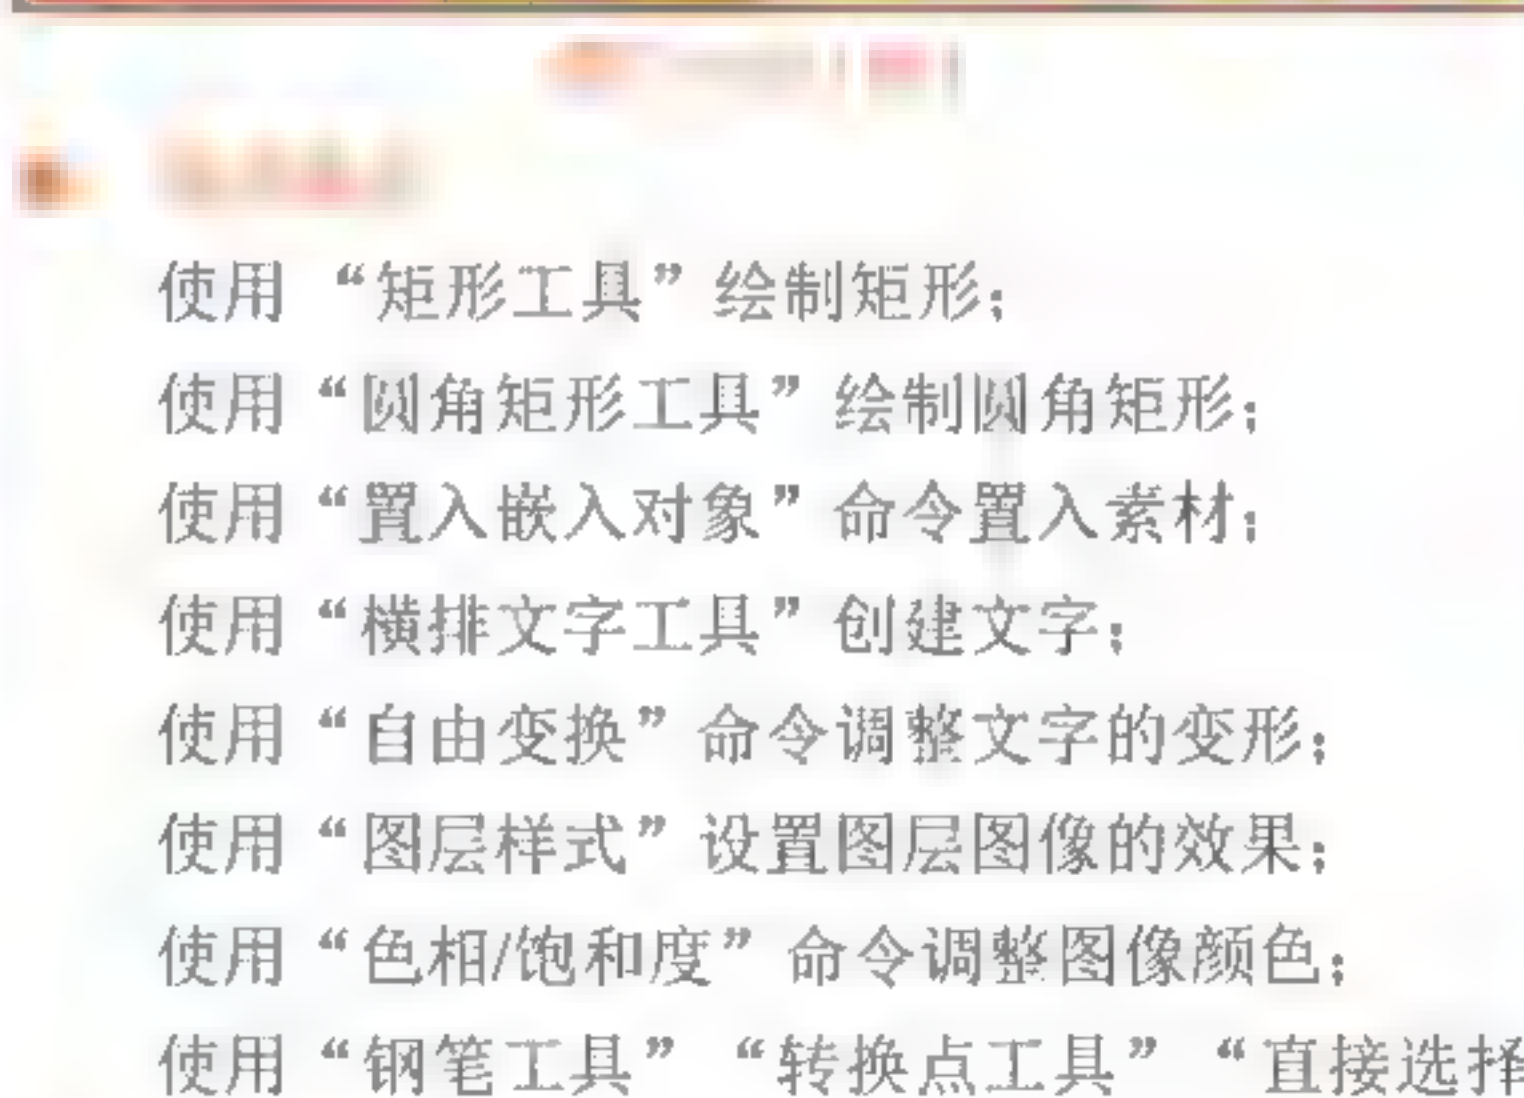 使用 “矩形工具” 绘制矩形；
使用 “圆角矩形工具” 绘制圆角矩形；
使用 “置入嵌入对象” 命令置入素材；
使用 “横排文字工具” 创建文字；
使用 “自由变换” 命令调整文字的变形；
使用 “图层样式” 设置图层图像的效果；
使用 “色相/饱和度” 命令调整图像颜色；
使用 “钢笔工具” “转换点工具” “直接选择